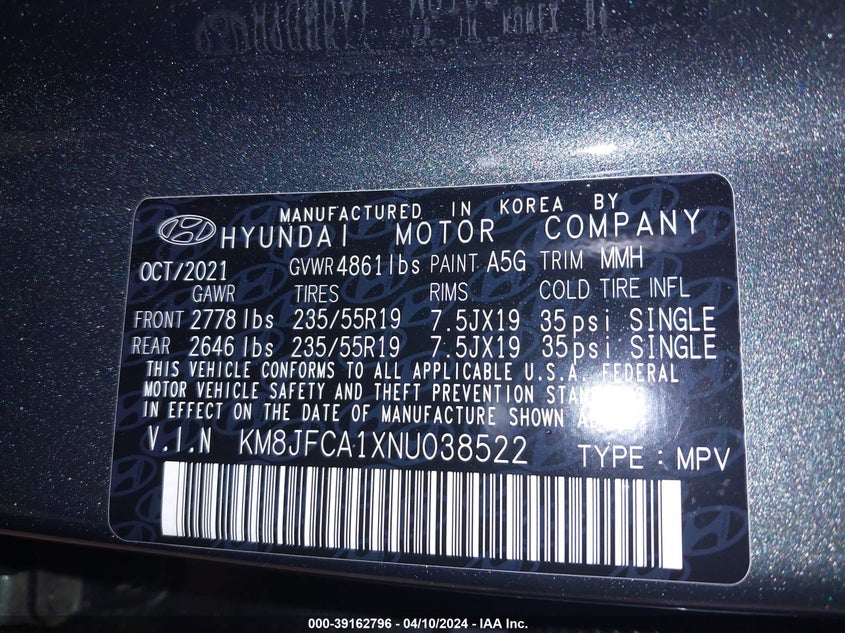 MANUFACTURED IN KOREA BY
HYUNDAI MOTOR COMPANY
OCT/2021 GVWR 4861 lbs PAINT A5G TRIM MMH
GAWR TIRES RIMS COLD TIRE INFL
FRONT 2778 lbs 235/55R19 7.5JX19 35psi SINGLE
REAR 2646 lbs 235/55R19 7.5JX19 35psi SINGLE
THIS VEHICLE CONFORMS TO ALL APPLICABLE U.S.A. FEDERAL
MOTOR VEHICLE SAFETY AND THEFT PREVENTION
IN EFFECT ON THE DATE OF MANUFACTURE SHOWN
V.I.N KM8JFCA1XNU038522 TYPE : MPV
000-39162796 - 04/10/2024 - IAA Inc.